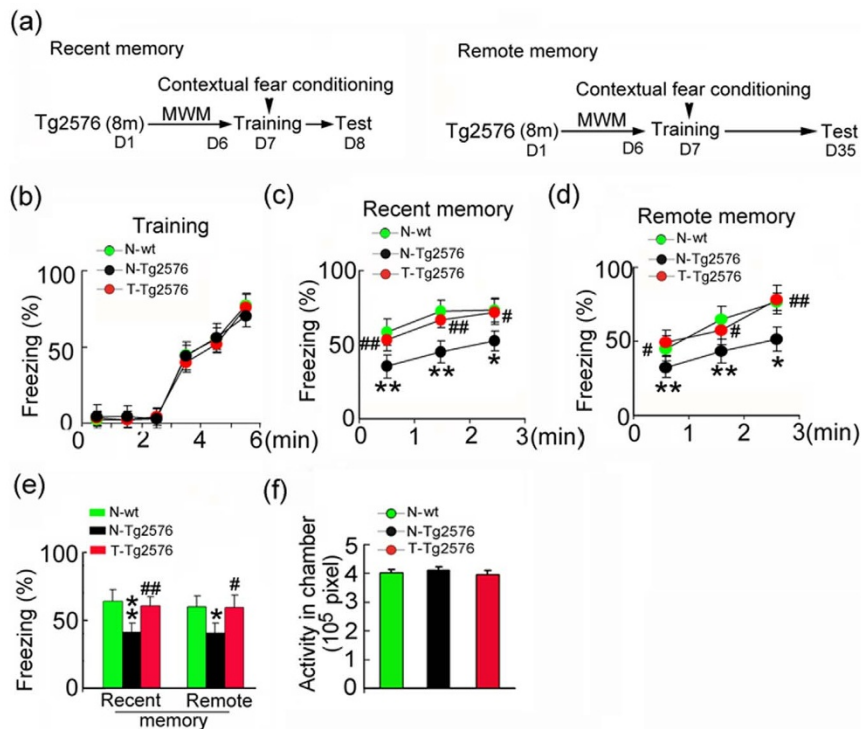 (a)
Recent memory
Contextual fear conditioning
Tg2576 (8m) MWM Training Test
D1 D6 D7 D8
Remote memory
Contextual fear conditioning
Tg2576 (8m) MWM Training Test
D1 D6 D7 D35
(b)
Training
N-wt
N-Tg2576
T-Tg2576
Freezing (%)
100
50
0
0 2 4 6 (min)
(c)
Recent memory
N-wt
N-Tg2576
T-Tg2576
Freezing (%)
100
50
0
## ## #
** ** *
0 1 2 3 (min)
(d)
Remote memory
N-wt
N-Tg2576
T-Tg2576
Freezing (%)
100
50
0
# # ##
** ** *
0 1 2 3 (min)
(e)
N-wt
N-Tg2576
T-Tg2576
Freezing (%)
100
50
0
** ## * #
Recent Remote
memory
(f)
N-wt
N-Tg2576
T-Tg2576
Activity in chamber
(10⁵ pixel)
5
4
3
2
1
0